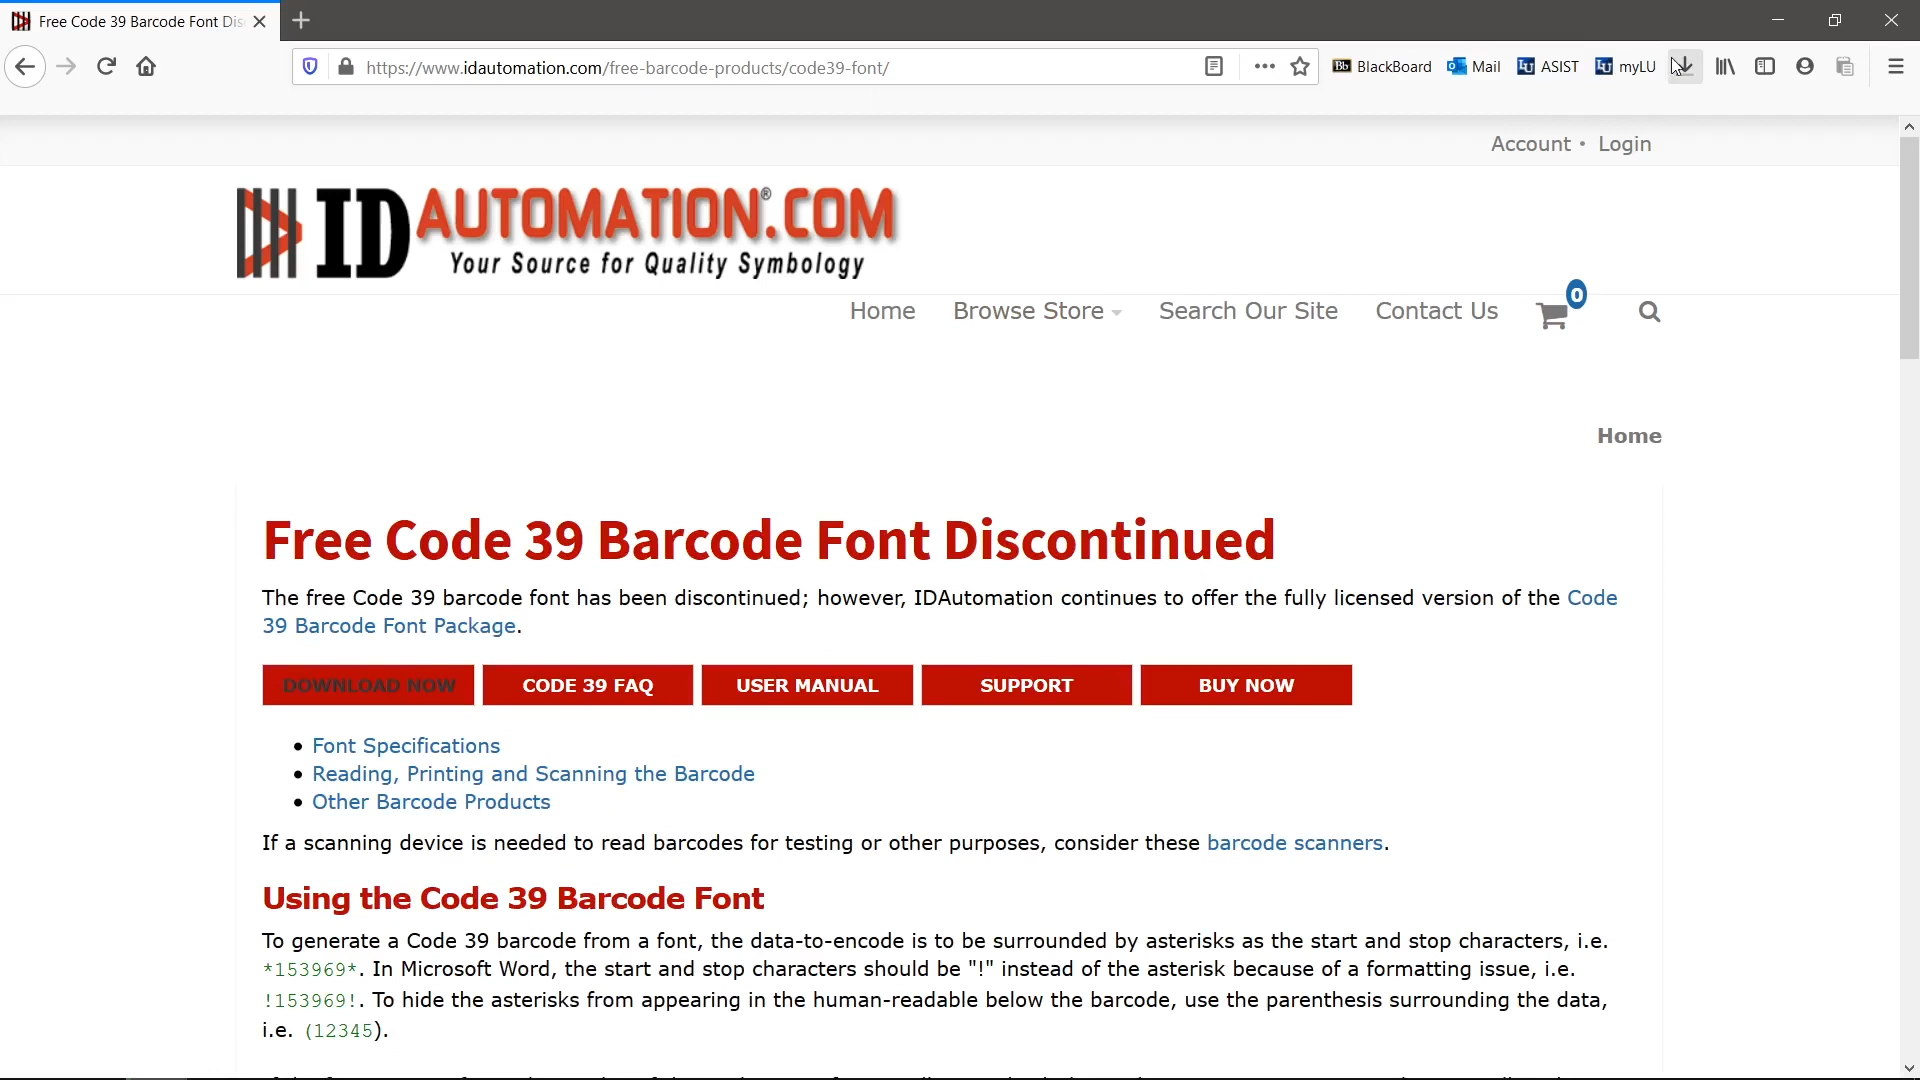 Free Code 39 Barcode Font Dis
https://www.idautomation.com/free-barcode-products/code39-font/
Bb BlackBoard Mail LU ASIST LU myLU
Account • Login
IDAUTOMATION®.COM
Your Source for Quality Symbology
Home Browse Store Search Our Site Contact Us 0
Home
Free Code 39 Barcode Font Discontinued
The free Code 39 barcode font has been discontinued; however, IDAutomation continues to offer the fully licensed version of the Code
39 Barcode Font Package.
DOWNLOAD NOW CODE 39 FAQ USER MANUAL SUPPORT BUY NOW
• Font Specifications
• Reading, Printing and Scanning the Barcode
• Other Barcode Products
If a scanning device is needed to read barcodes for testing or other purposes, consider these barcode scanners.
Using the Code 39 Barcode Font
To generate a Code 39 barcode from a font, the data-to-encode is to be surrounded by asterisks as the start and stop characters, i.e.
*153969*. In Microsoft Word, the start and stop characters should be "!" instead of the asterisk because of a formatting issue, i.e.
!153969!. To hide the asterisks from appearing in the human-readable below the barcode, use the parenthesis surrounding the data,
i.e. (12345).